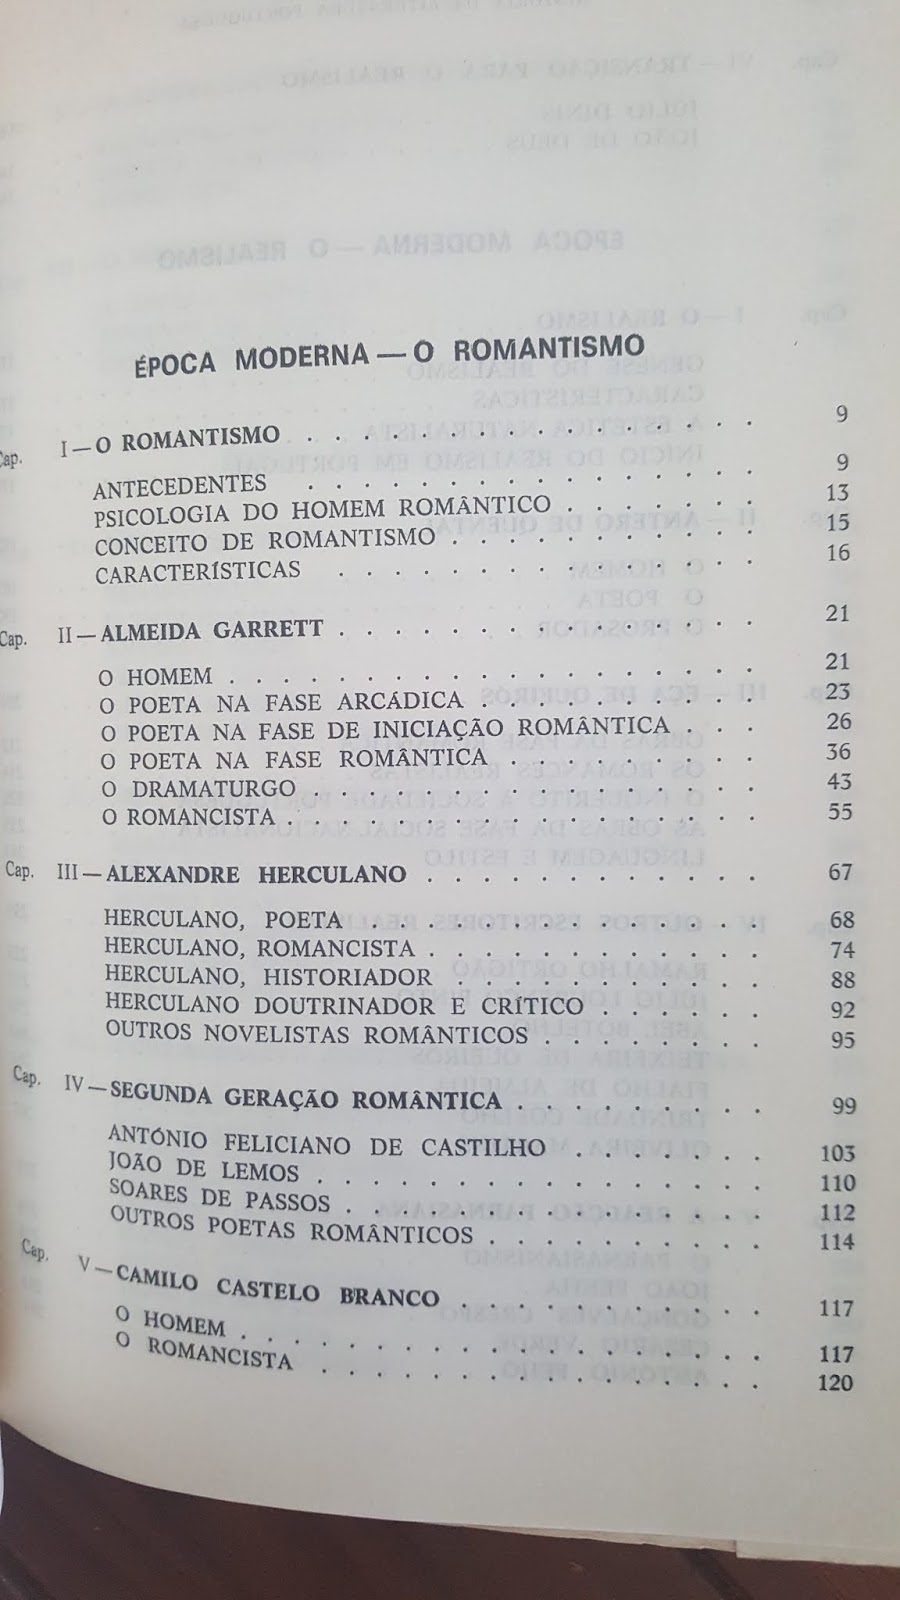 ÉPOCA MODERNA — O ROMANTISMO
Cap. I — O ROMANTISMO . . . . . . . . . . . . . . . . 9
ANTECEDENTES . . . . . . . . . . . . . . . . 9
PSICOLOGIA DO HOMEM ROMÂNTICO . . . . . . . 13
CONCEITO DE ROMANTISMO . . . . . . . . . . . 15
CARACTERÍSTICAS . . . . . . . . . . . . . . . 16
Cap. II — ALMEIDA GARRETT . . . . . . . . . . . . . . . 21
O HOMEM . . . . . . . . . . . . . . . . . . . 21
O POETA NA FASE ARCÁDICA . . . . . . . . . . 23
O POETA NA FASE DE INICIAÇÃO ROMÂNTICA . . . 26
O POETA NA FASE ROMÂNTICA . . . . . . . . . 36
O DRAMATURGO . . . . . . . . . . . . . . . . 43
O ROMANCISTA . . . . . . . . . . . . . . . . . 55
Cap. III — ALEXANDRE HERCULANO . . . . . . . . . . . . 67
HERCULANO, POETA . . . . . . . . . . . . . . 68
HERCULANO, ROMANCISTA . . . . . . . . . . . . 74
HERCULANO, HISTORIADOR . . . . . . . . . . . 88
HERCULANO DOUTRINADOR E CRÍTICO . . . . . . 92
OUTROS NOVELISTAS ROMÂNTICOS . . . . . . . . 95
Cap. IV — SEGUNDA GERAÇÃO ROMÂNTICA . . . . . . . . . 99
ANTÓNIO FELICIANO DE CASTILHO . . . . . . . 103
JOÃO DE LEMOS . . . . . . . . . . . . . . . . 110
SOARES DE PASSOS . . . . . . . . . . . . . . . 112
OUTROS POETAS ROMÂNTICOS . . . . . . . . . . 114
Cap. V — CAMILO CASTELO BRANCO . . . . . . . . . . . 117
O HOMEM . . . . . . . . . . . . . . . . . . . 117
O ROMANCISTA . . . . . . . . . . . . . . . . 120